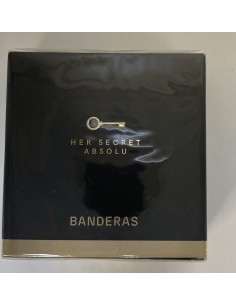 HER SECRET
ABSOLU
BANDERAS